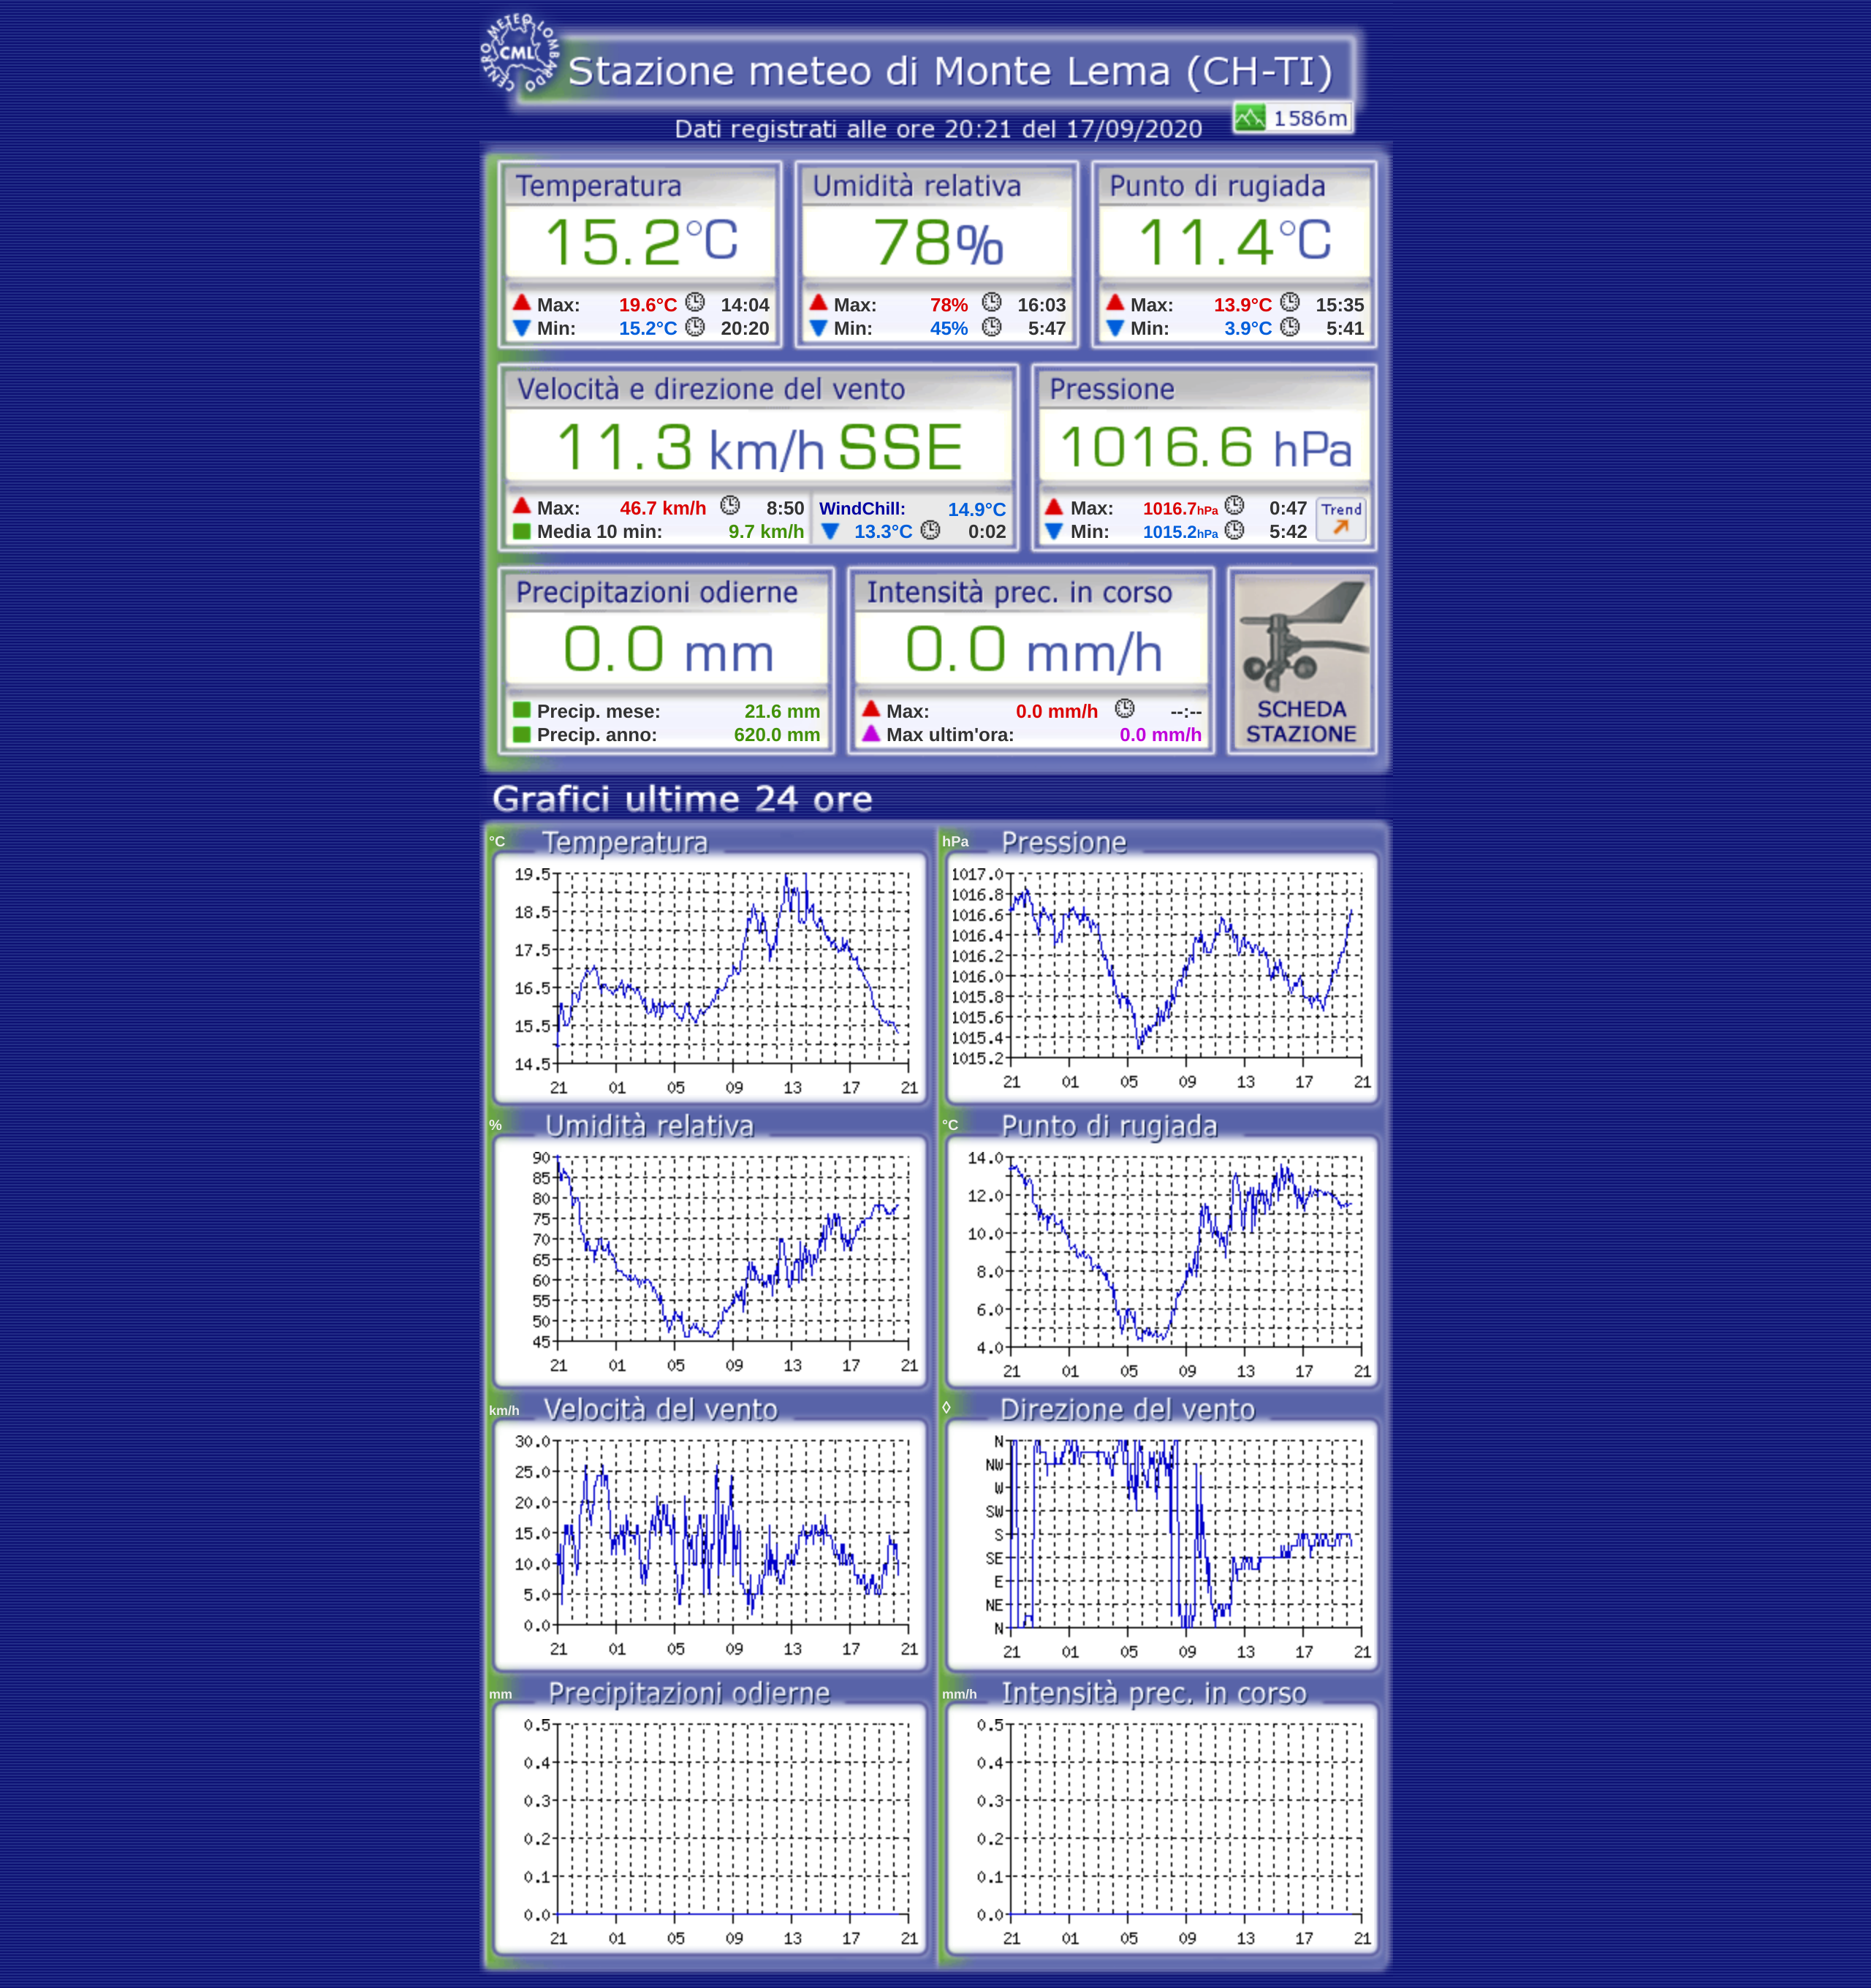 CENTRO METEO LOMBARDO
CML
Stazione meteo di Monte Lema (CH-TI)
1586m
Dati registrati alle ore 20:21 del 17/09/2020
Temperatura
15.2°C
Max: 19.6°C 14:04
Min: 15.2°C 20:20
Umidità relativa
78%
Max: 78% 16:03
Min: 45% 5:47
Punto di rugiada
11.4°C
Max: 13.9°C 15:35
Min: 3.9°C 5:41
Velocità e direzione del vento
11.3 km/h SSE
Max: 46.7 km/h 8:50
Media 10 min: 9.7 km/h
WindChill: 14.9°C
13.3°C 0:02
Pressione
1016.6 hPa
Max: 1016.7hPa 0:47
Min: 1015.2hPa 5:42
Trend
Precipitazioni odierne
0.0 mm
Precip. mese: 21.6 mm
Precip. anno: 620.0 mm
Intensità prec. in corso
0.0 mm/h
Max: 0.0 mm/h --:--
Max ultim'ora: 0.0 mm/h
SCHEDA
STAZIONE
Grafici ultime 24 ore
°C Temperatura
19.5
18.5
17.5
16.5
15.5
14.5
21 01 05 09 13 17 21
hPa Pressione
1017.0
1016.8
1016.6
1016.4
1016.2
1016.0
1015.8
1015.6
1015.4
1015.2
21 01 05 09 13 17 21
% Umidità relativa
90
85
80
75
70
65
60
55
50
45
21 01 05 09 13 17 21
°C Punto di rugiada
14.0
12.0
10.0
8.0
6.0
4.0
21 01 05 09 13 17 21
km/h Velocità del vento
30.0
25.0
20.0
15.0
10.0
5.0
0.0
21 01 05 09 13 17 21
◊ Direzione del vento
N
NW
W
SW
S
SE
E
NE
N
21 01 05 09 13 17 21
mm Precipitazioni odierne
0.5
0.4
0.3
0.2
0.1
0.0
21 01 05 09 13 17 21
mm/h Intensità prec. in corso
0.5
0.4
0.3
0.2
0.1
0.0
21 01 05 09 13 17 21